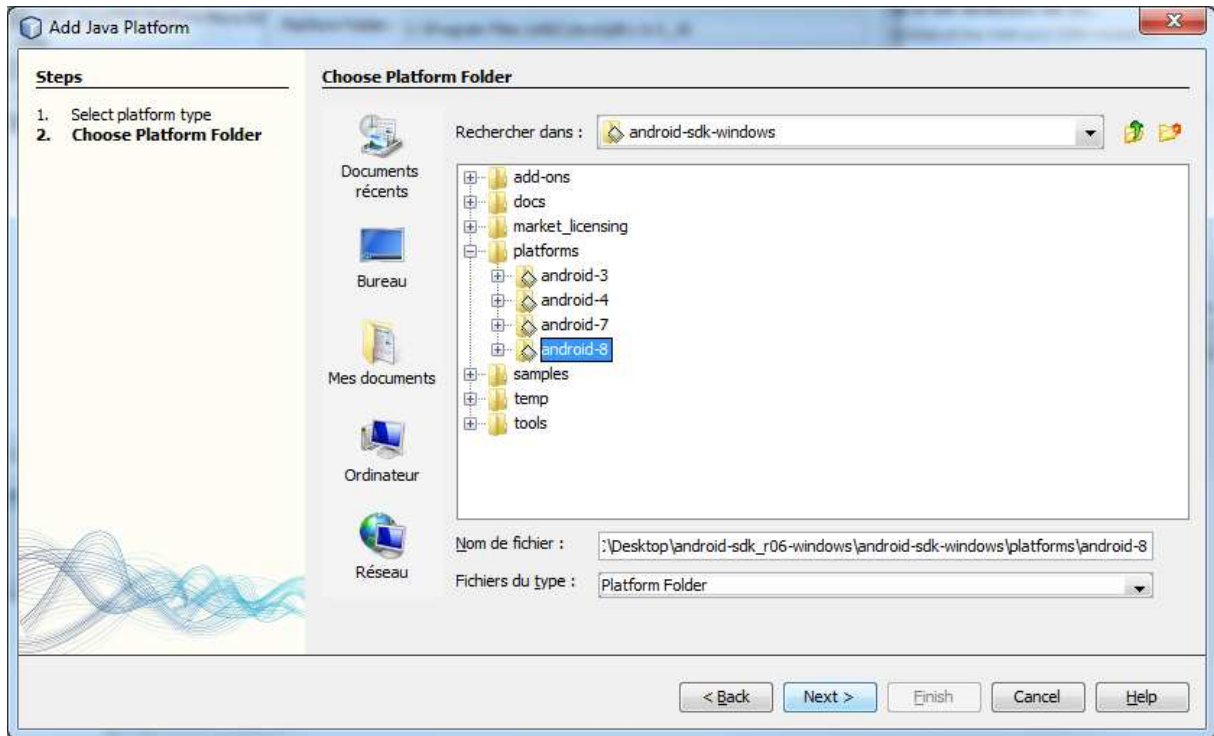 Add Java Platform
Steps
1. Select platform type
2. Choose Platform Folder
Choose Platform Folder
Rechercher dans :
android-sdk-windows
Documents
récents
Bureau
Mes documents
Ordinateur
Réseau
add-ons
docs
market_licensing
platforms
android-3
android-4
android-7
android-8
samples
temp
tools
Nom de fichier :
:\Desktop\android-sdk_r06-windows\android-sdk-windows\platforms\android-8
Fichiers du type :
Platform Folder
< Back
Next >
Finish
Cancel
Help